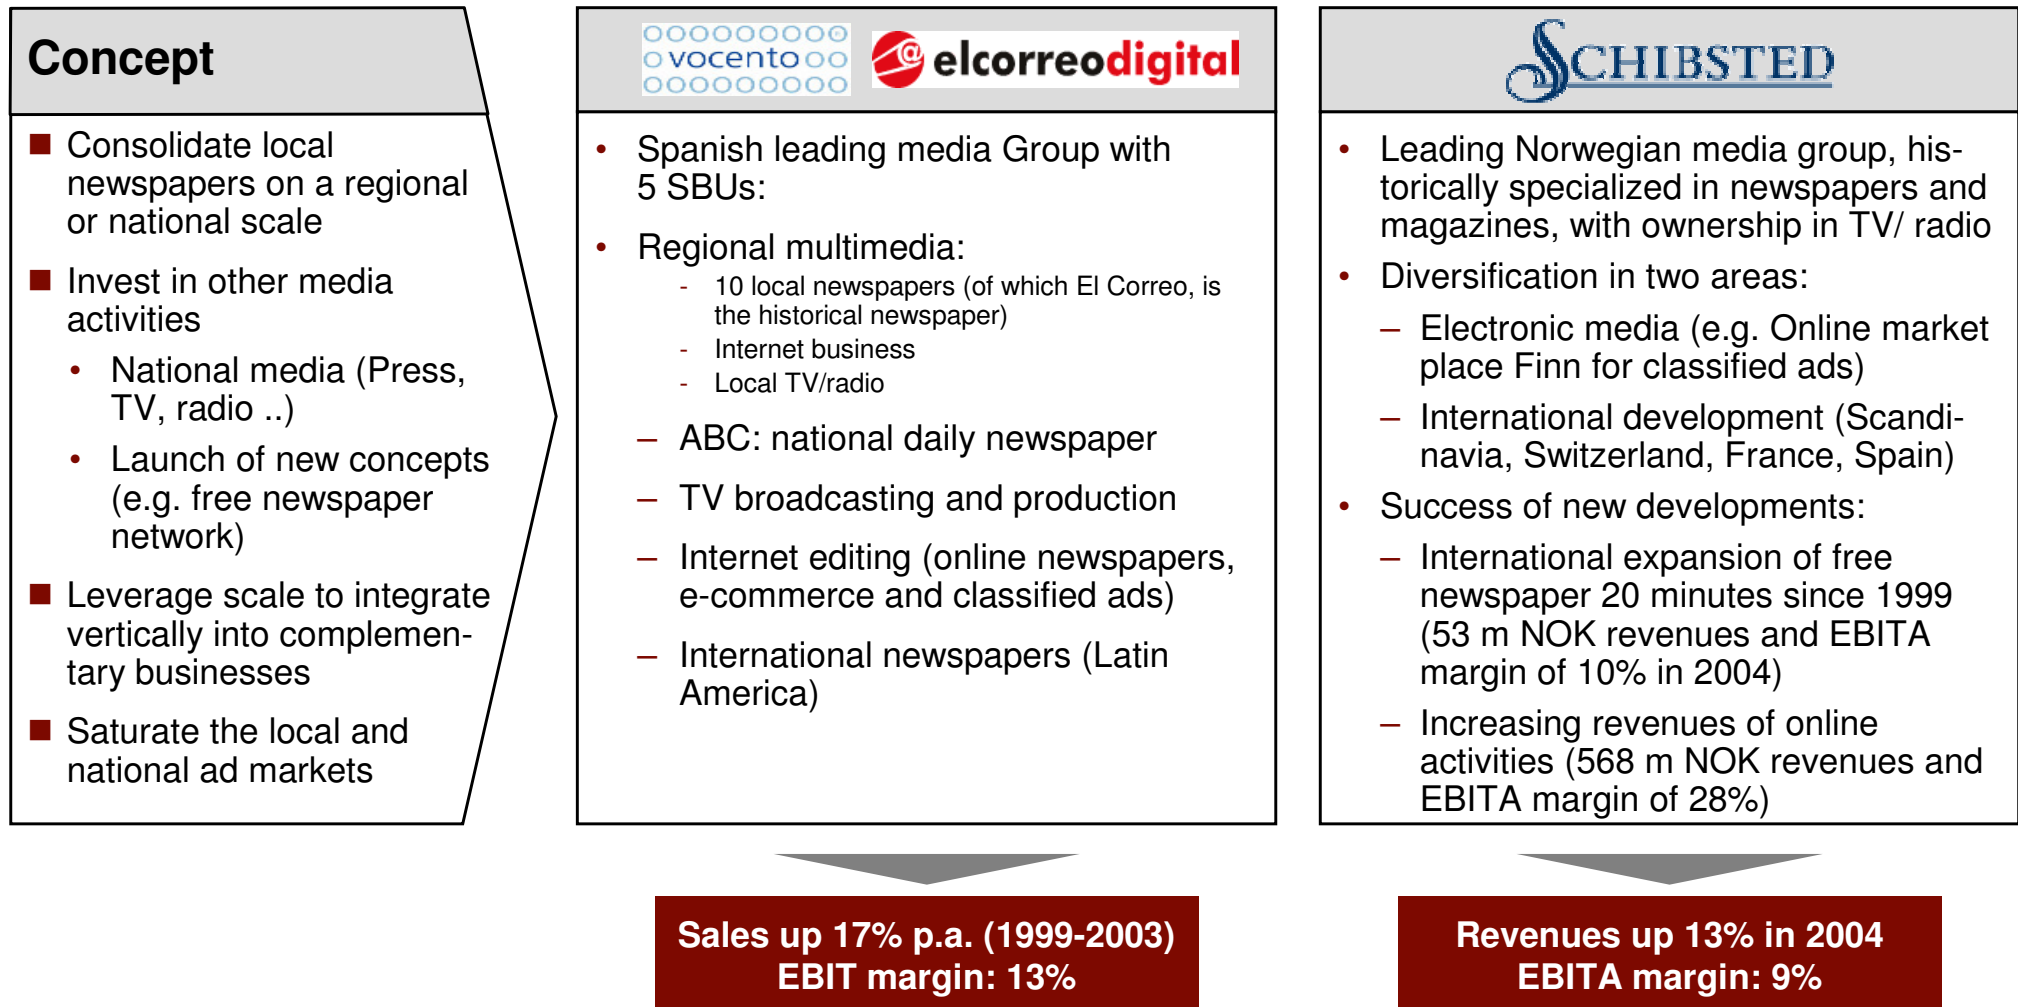 Concept
■ Consolidate local
newspapers on a regional
or national scale
■ Invest in other media
activities
• National media (Press,
TV, radio ..)
• Launch of new concepts
(e.g. free newspaper
network)
■ Leverage scale to integrate
vertically into complemen-
tary businesses
■ Saturate the local and
national ad markets
vocento
@ elcorreodigital
• Spanish leading media Group with
5 SBUs:
• Regional multimedia:
- 10 local newspapers (of which El Correo, is
the historical newspaper)
- Internet business
- Local TV/radio
– ABC: national daily newspaper
– TV broadcasting and production
– Internet editing (online newspapers,
e-commerce and classified ads)
– International newspapers (Latin
America)
Sales up 17% p.a. (1999-2003)
EBIT margin: 13%
SCHIBSTED
• Leading Norwegian media group, his-
torically specialized in newspapers and
magazines, with ownership in TV/ radio
• Diversification in two areas:
– Electronic media (e.g. Online market
place Finn for classified ads)
– International development (Scandi-
navia, Switzerland, France, Spain)
• Success of new developments:
– International expansion of free
newspaper 20 minutes since 1999
(53 m NOK revenues and EBITA
margin of 10% in 2004)
– Increasing revenues of online
activities (568 m NOK revenues and
EBITA margin of 28%)
Revenues up 13% in 2004
EBITA margin: 9%